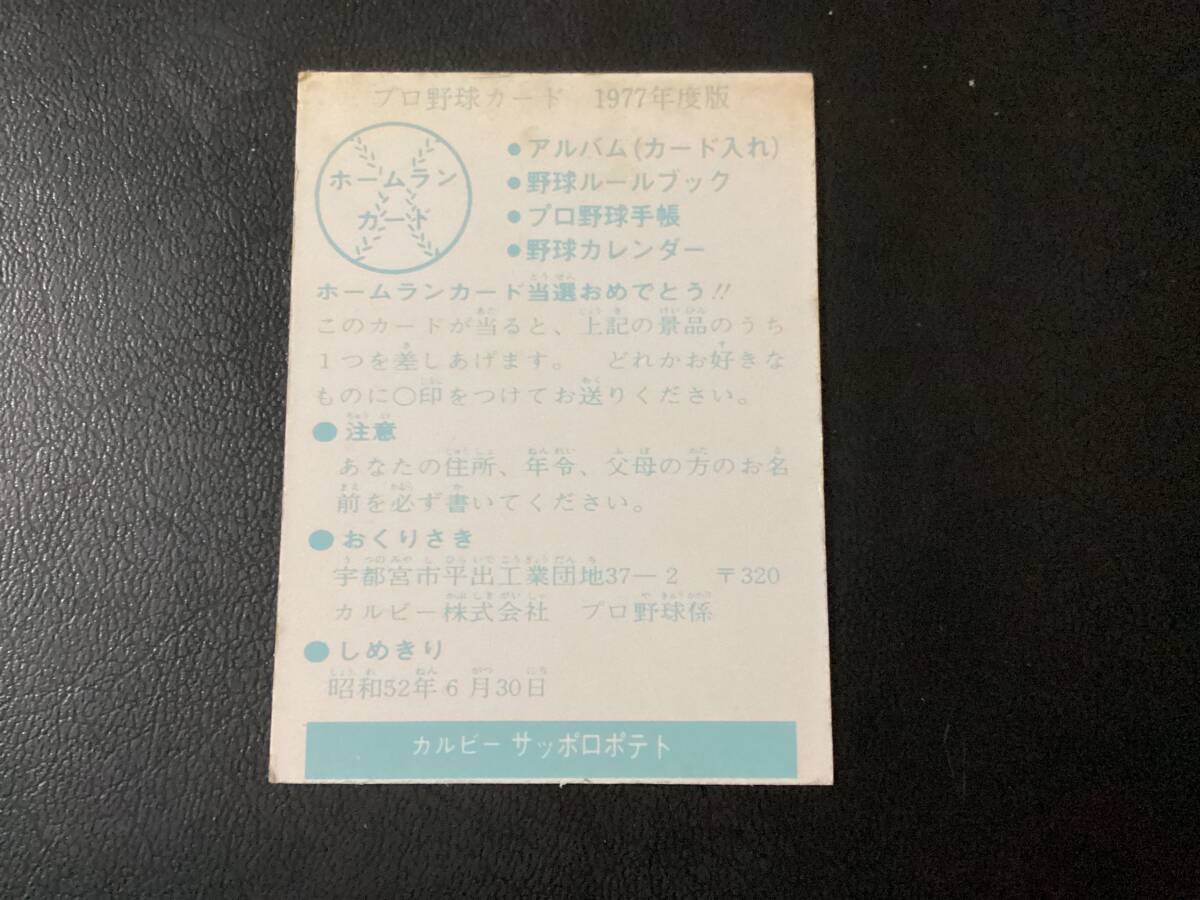 プロ野球カード 1977年度版
ホームラン
カード
●アルバム(カード入れ)
●野球ルールブック
●プロ野球手帳
●野球カレンダー
ホームランカード当選おめでとう!!
このカードが当ると、上記の景品のうち
1つを差しあげます。 どれかお好きな
ものに○印をつけてお送りください。
●注意
あなたの住所、年令、父母の方のお名
前を必ず書いてください。
●おくりさき
宇都宮市平出工業団地37―2 〒320
カルビー株式会社 プロ野球係
●しめきり
昭和52年6月30日
カルビー サッポロポテト